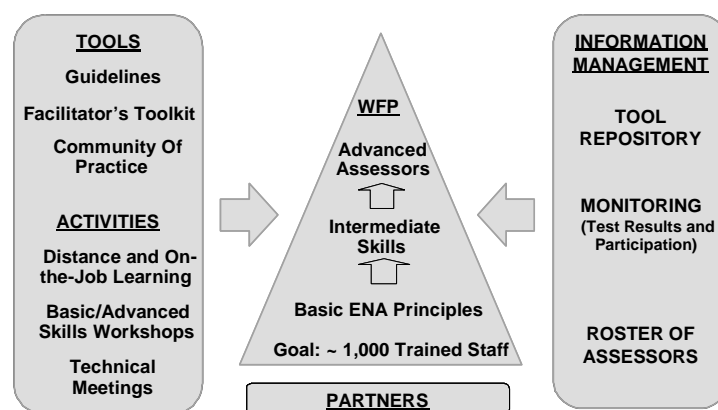 TOOLS
Guidelines
Facilitator's Toolkit
Community Of
Practice
ACTIVITIES
Distance and On-
the-Job Learning
Basic/Advanced
Skills Workshops
Technical
Meetings
WFP
Advanced
Assessors
Intermediate
Skills
Basic ENA Principles
Goal: ~ 1,000 Trained Staff
PARTNERS
INFORMATION
MANAGEMENT
TOOL
REPOSITORY
MONITORING
(Test Results and
Participation)
ROSTER OF
ASSESSORS